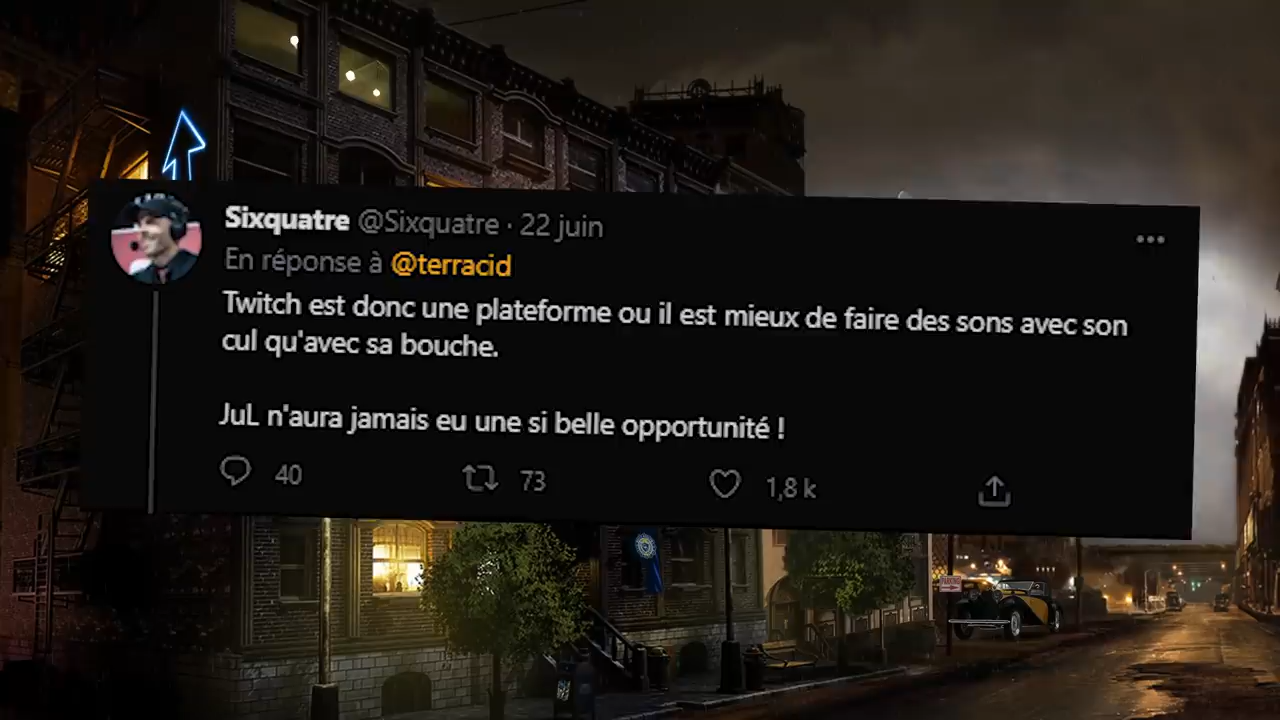 Sixquatre @Sixquatre · 22 juin
En réponse à @terracid
Twitch est donc une plateforme ou il est mieux de faire des sons avec son
cul qu'avec sa bouche.
JuL n'aura jamais eu une si belle opportunité !
40 73 1,8 k
PARKING